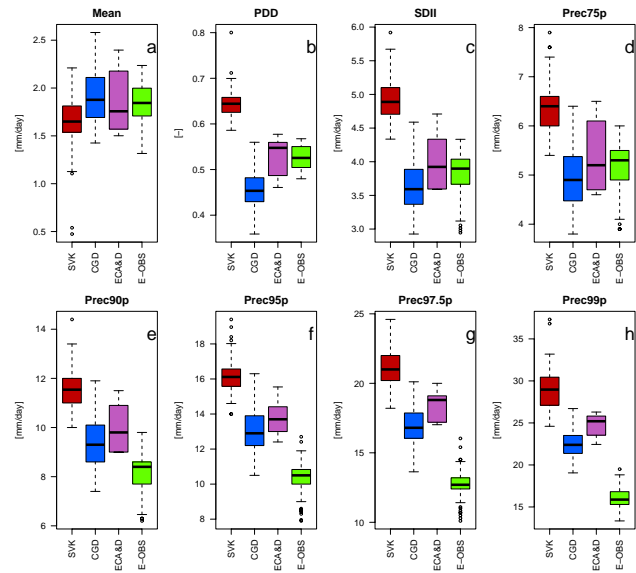 Mean
a
[mm/day]
2.5
2.0
1.5
1.0
0.5
SVK
CGD
ECA&D
E−OBS
PDD
b
[−]
0.8
0.7
0.6
0.5
0.4
SVK
CGD
ECA&D
E−OBS
SDII
c
[mm/day]
6.0
5.5
5.0
4.5
4.0
3.5
3.0
SVK
CGD
ECA&D
E−OBS
Prec75p
d
[mm/day]
8
7
6
5
4
SVK
CGD
ECA&D
E−OBS
Prec90p
e
[mm/day]
14
12
10
8
6
SVK
CGD
ECA&D
E−OBS
Prec95p
f
[mm/day]
18
16
14
12
10
8
SVK
CGD
ECA&D
E−OBS
Prec97.5p
g
[mm/day]
25
20
15
10
SVK
CGD
ECA&D
E−OBS
Prec99p
h
[mm/day]
35
30
25
20
15
SVK
CGD
ECA&D
E−OBS